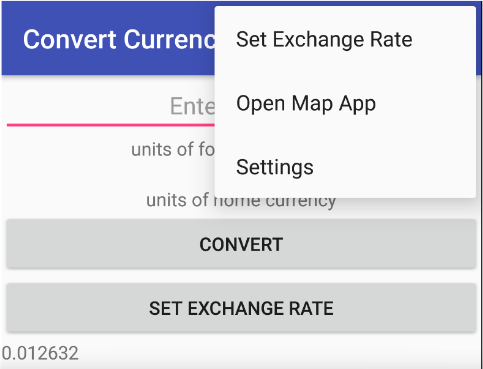 Convert Currenc
Set Exchange Rate
Open Map App
Settings
Ente
units of fo
units of home currency
CONVERT
SET EXCHANGE RATE
0.012632